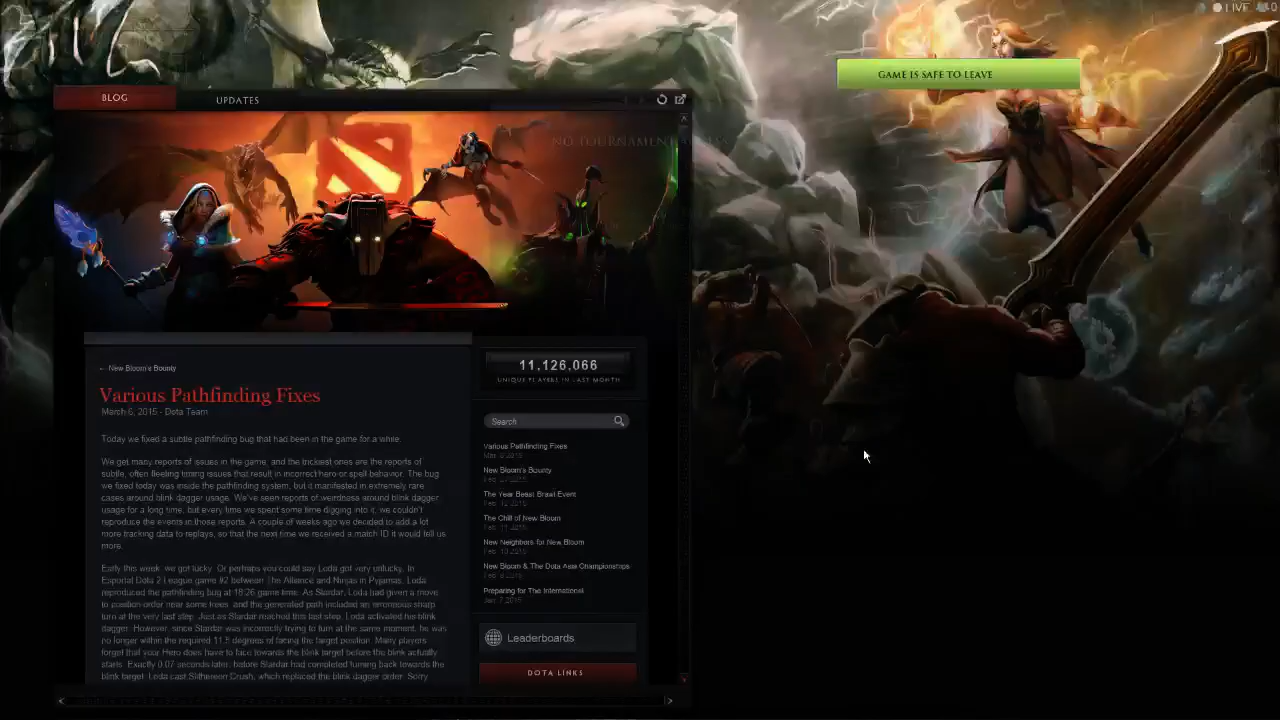 LIVE 0
GAME IS SAFE TO LEAVE
BLOG
UPDATES
NO TOURNAMENT
← New Bloom's Bounty
Various Pathfinding Fixes
March 6, 2015 - Dota Team
Today we fixed a subtle pathfinding bug that had been in the game for a while.
We get many reports of issues in the game, and the trickiest ones are the reports of
subtle, often fleeting timing issues that result in incorrect hero or spell behavior. The bug
we fixed today was inside the pathfinding system, but it manifested in extremely rare
cases around blink dagger usage. We've seen reports of weirdness around blink dagger
usage for a long time, but every time we spent some time digging into it, we couldn't
reproduce the events in those reports. A couple of weeks ago we decided to add a lot
more tracking data to replays, so that the next time we received a match ID it would tell us
more.
Early this week, we got lucky. Or perhaps you could say Loda got very unlucky. In
Esportal Dota 2 League game #2 between The Alliance and Ninjas in Pyjamas, Loda
reproduced the pathfinding bug at 18:26 game time. As Slardar, Loda had given a move
to position order near some trees, and the generated path included an erroneous sharp
turn at the very last step. Just as Slardar reached this last step, Loda activated his blink
dagger. However, since Slardar was incorrectly trying to turn at the same moment, he was
no longer within the required 11.5 degrees of facing the target position. Many players
forget that your Hero does have to face towards the blink target before the blink actually
starts. Exactly 0.07 seconds later, before Slardar had completed turning back towards the
blink target, Loda cast Slithereen Crush, which replaced the blink dagger order. Sorry
11,126,066
UNIQUE PLAYERS IN LAST MONTH
Search
Various Pathfinding Fixes
Mar 6, 2015
New Bloom's Bounty
The Year Beast Brawl Event
The Chill of New Bloom
New Neighbors for New Bloom
New Bloom & The Dota Asia Championships
Preparing for The International
Leaderboards
DOTA LINKS